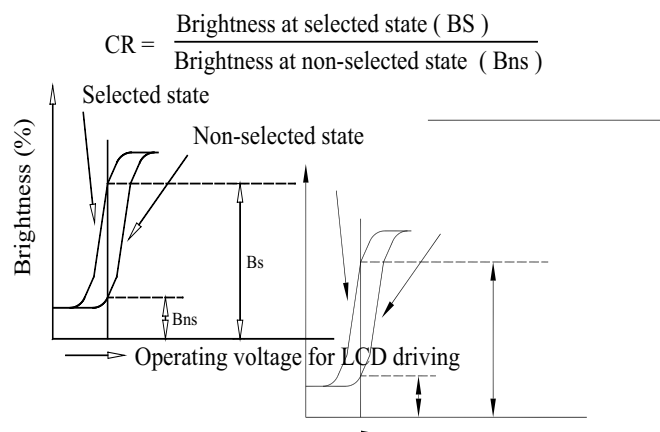 CR = Brightness at selected state ( BS )
Brightness at non-selected state ( Bns )
Selected state
Non-selected state
Brightness (%)
Bs
Bns
Operating voltage for LCD driving